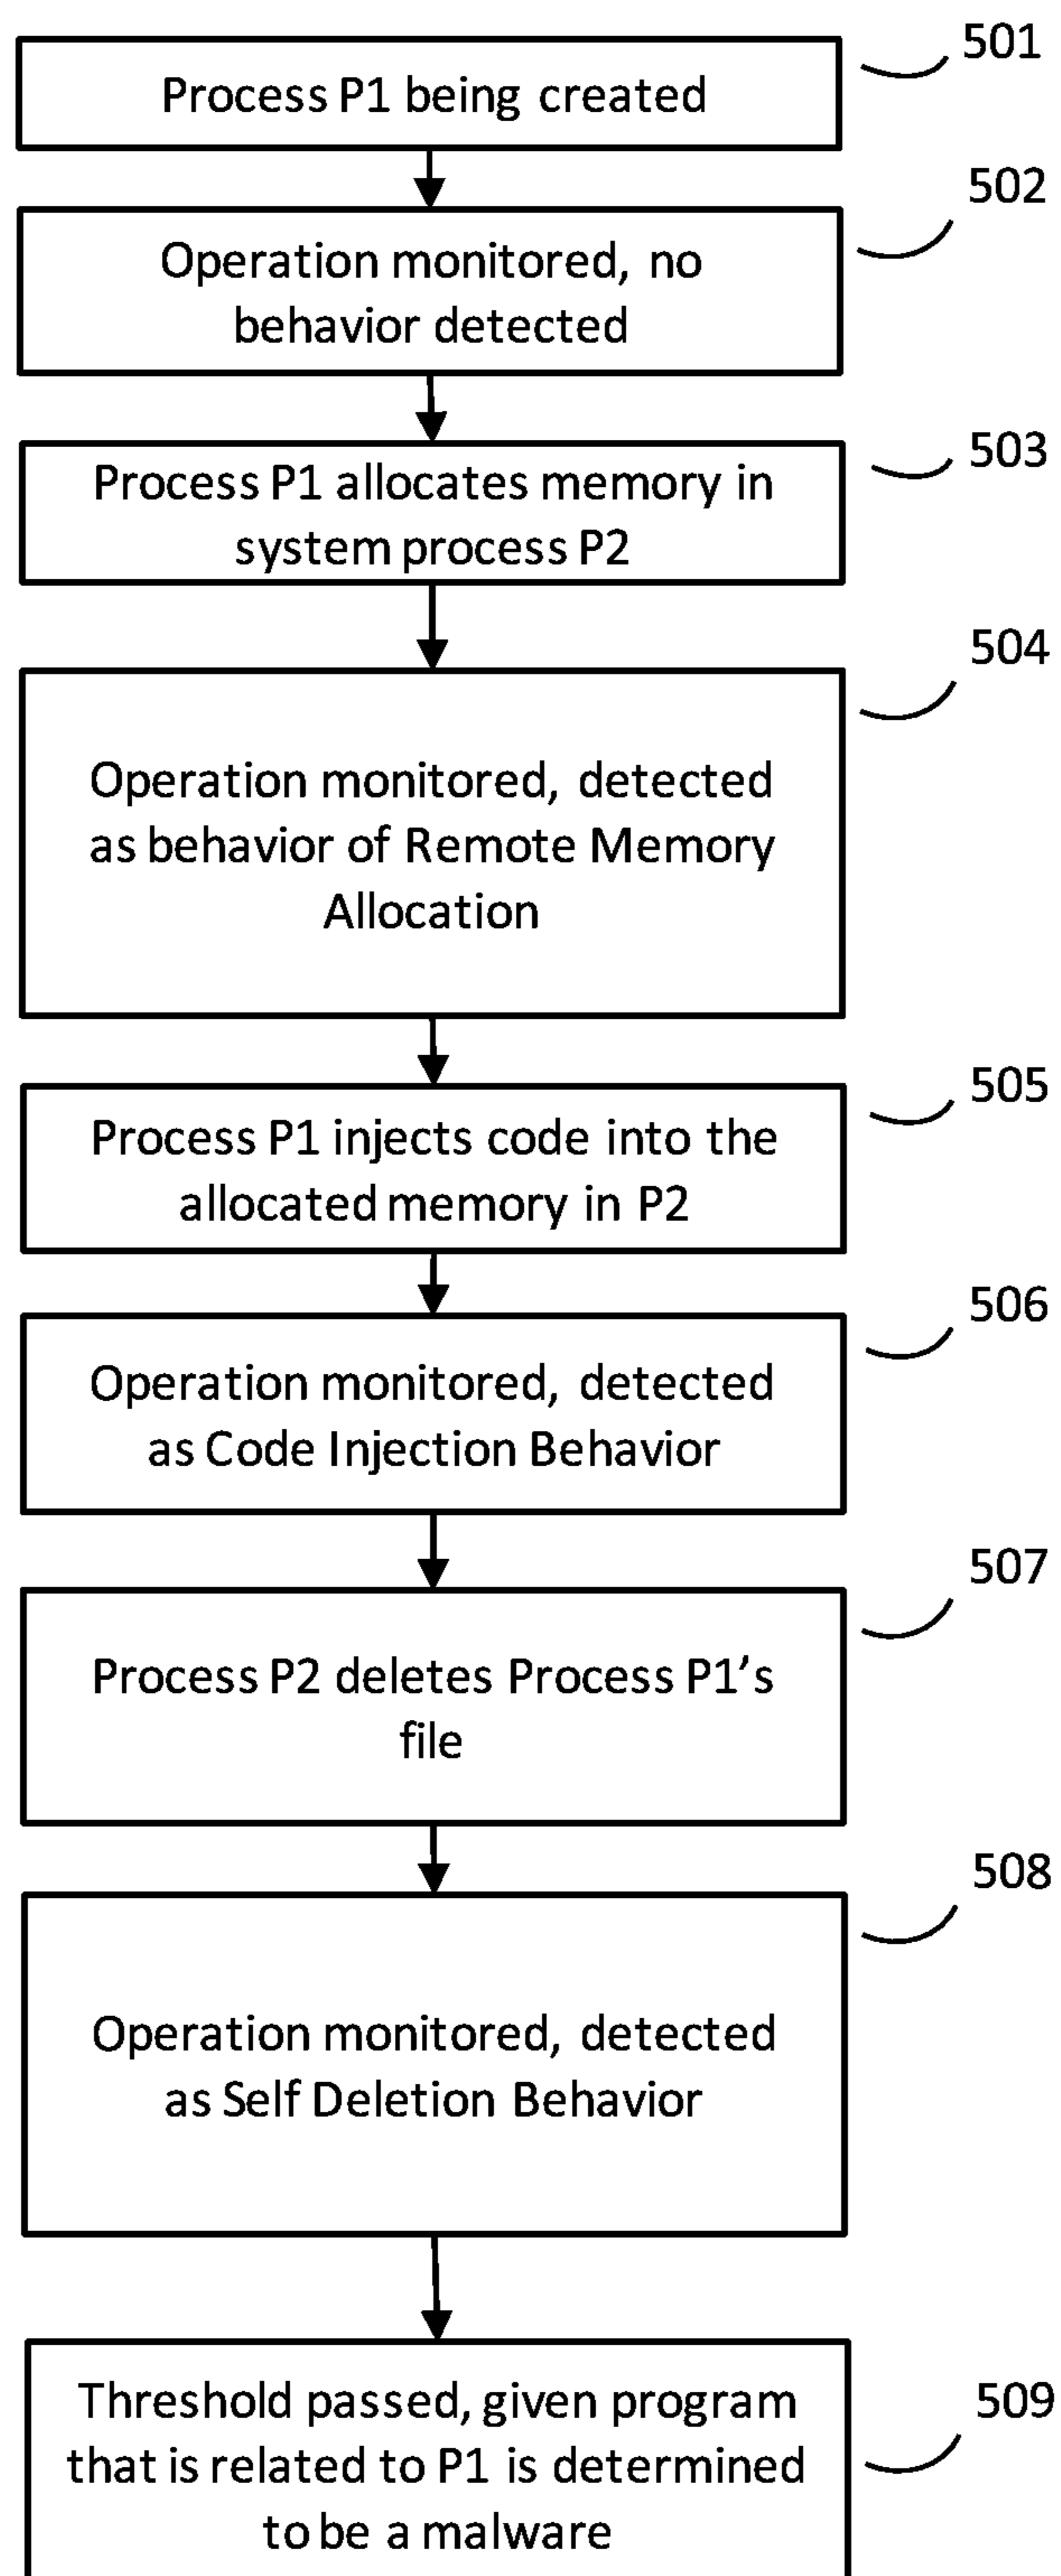 501
Process P1 being created
502
Operation monitored, no
behavior detected
503
Process P1 allocates memory in
system process P2
504
Operation monitored, detected
as behavior of Remote Memory
Allocation
505
Process P1 injects code into the
allocated memory in P2
506
Operation monitored, detected
as Code Injection Behavior
507
Process P2 deletes Process P1’s
file
508
Operation monitored, detected
as Self Deletion Behavior
509
Threshold passed, given program
that is related to P1 is determined
to be a malware